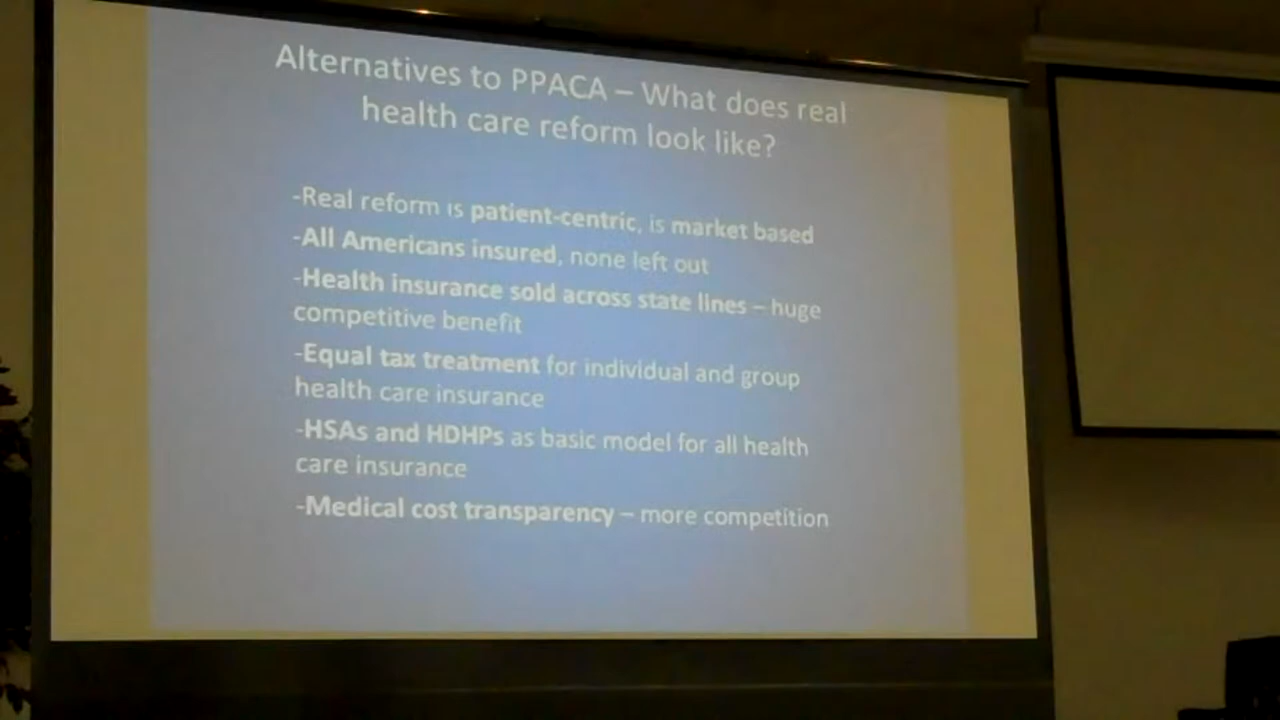 Alternatives to PPACA – What does real
health care reform look like?
-Real reform is patient-centric, is market based
-All Americans insured, none left out
-Health insurance sold across state lines – huge
competitive benefit
-Equal tax treatment for individual and group
health care insurance
-HSAs and HDHPs as basic model for all health
care insurance
-Medical cost transparency – more competition